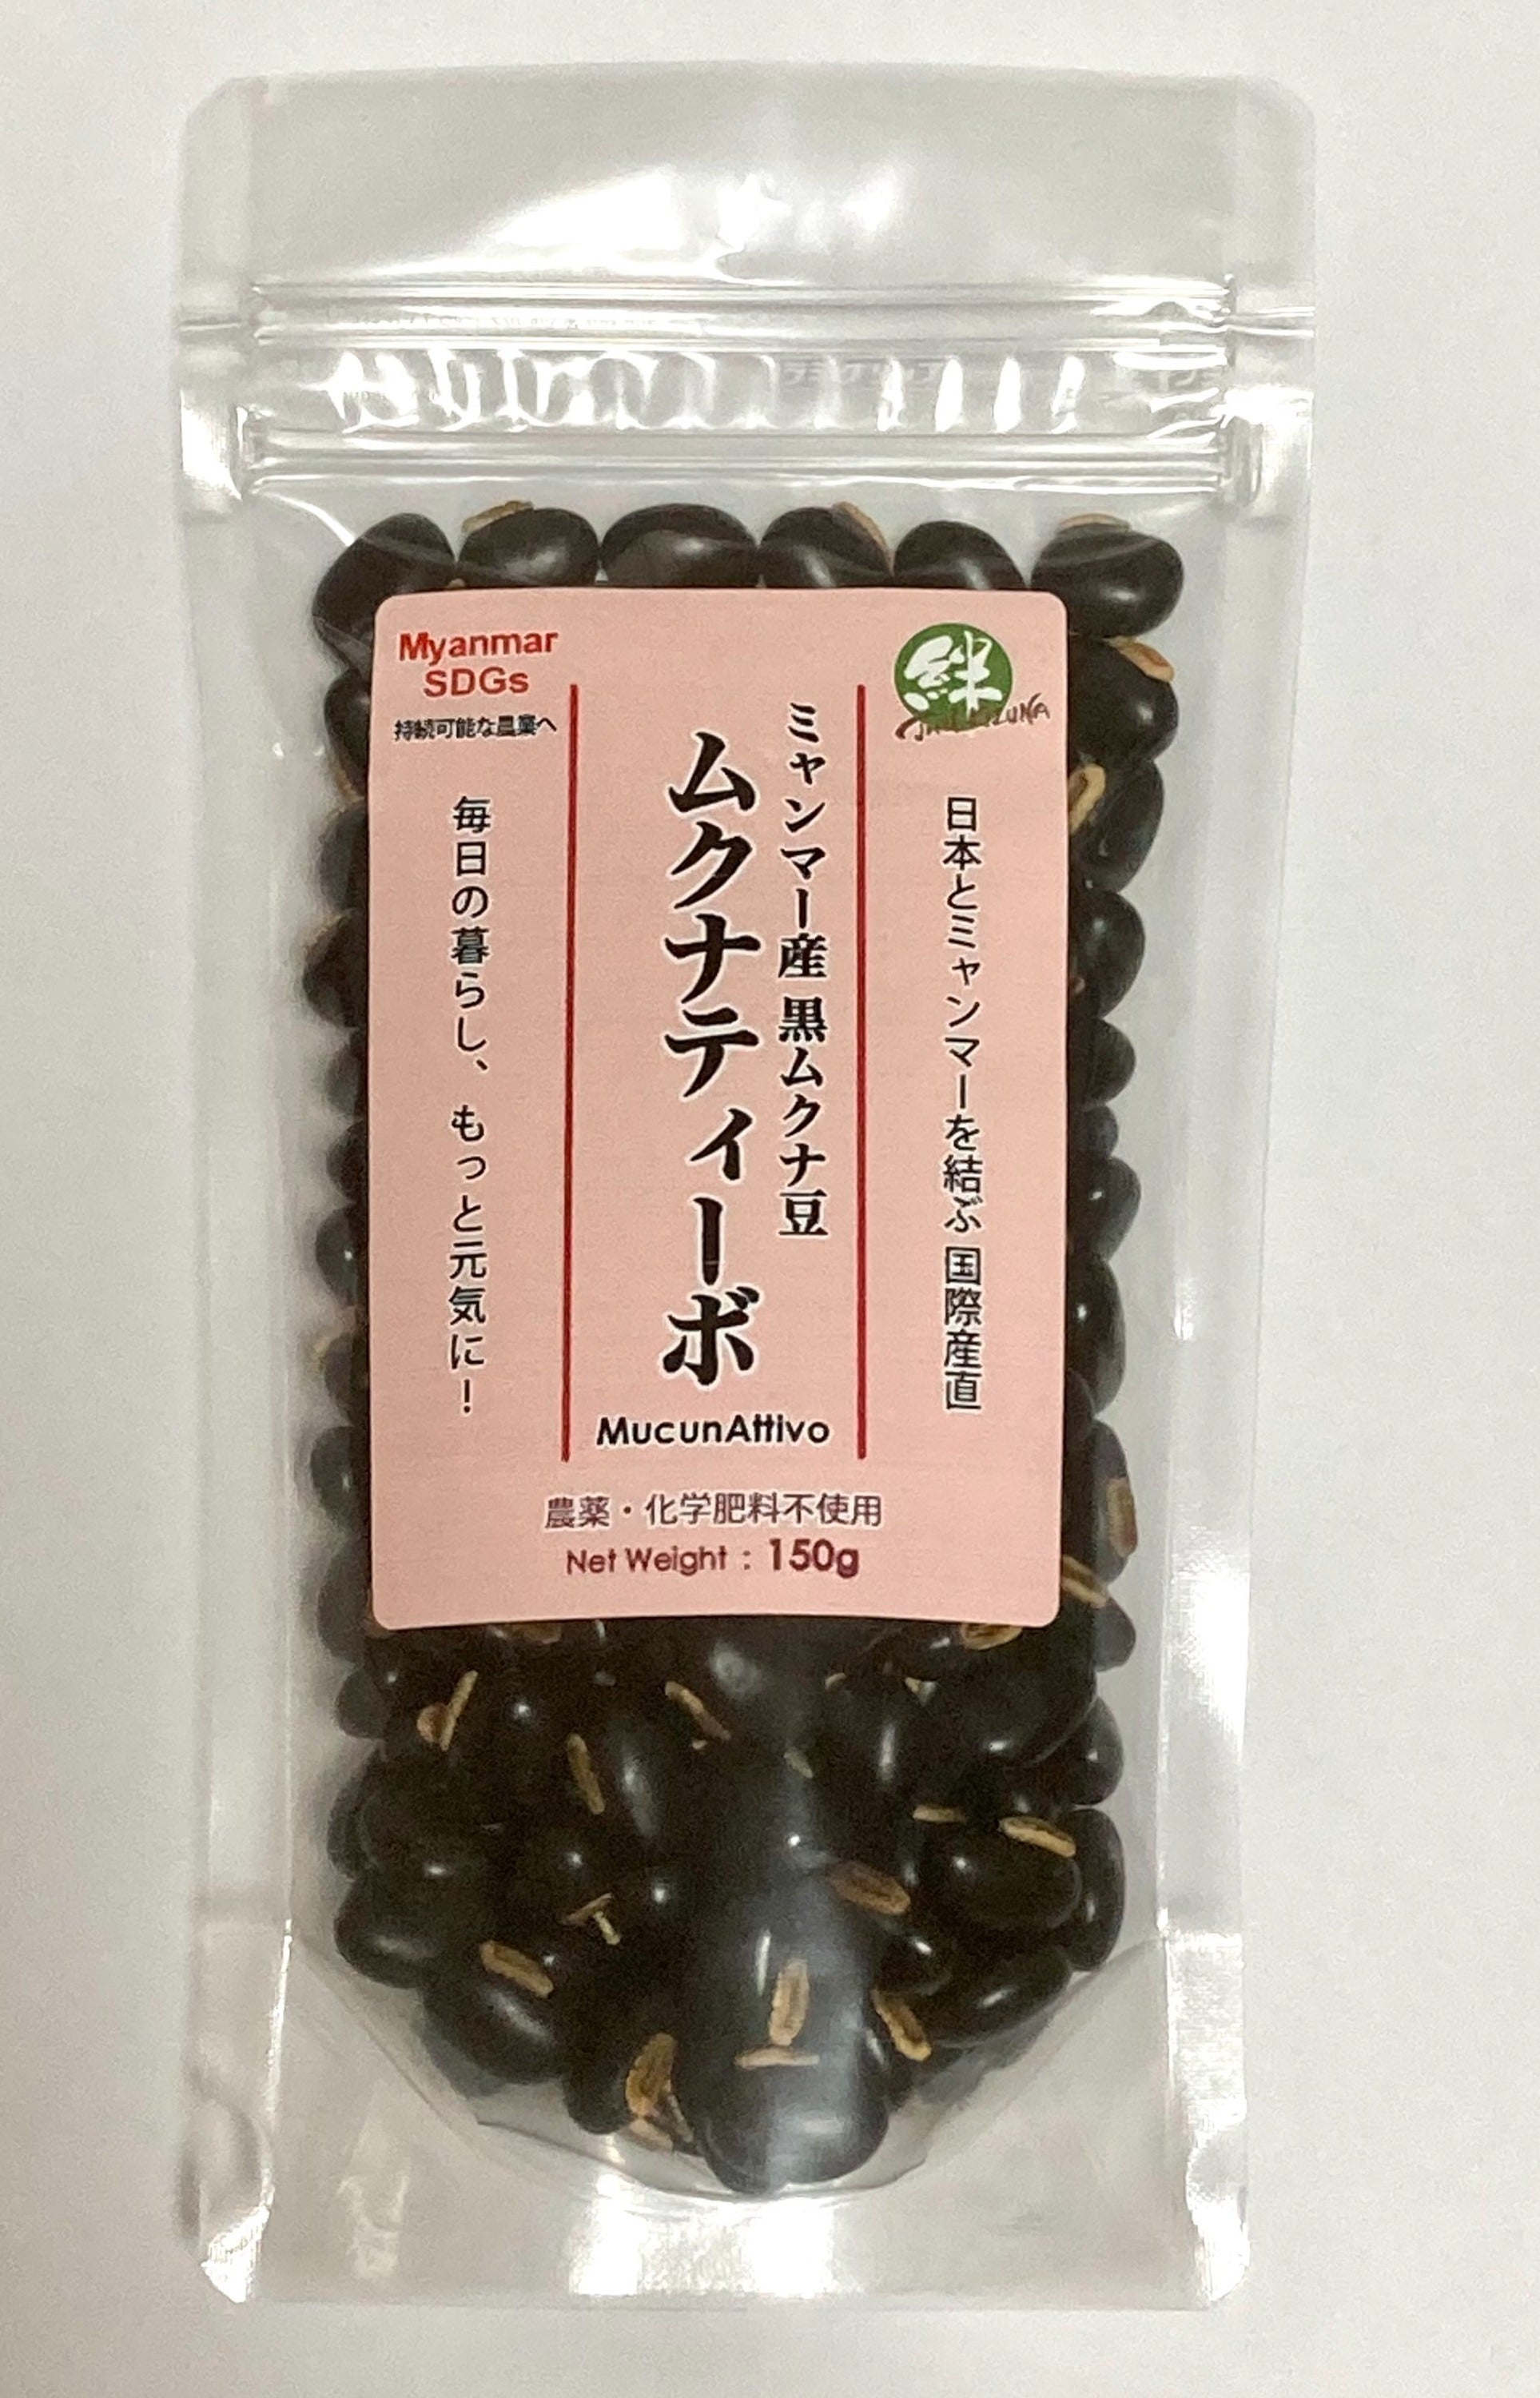 Myanmar
SDGs
持続可能な農業へ
絆
日本とミャンマーを結ぶ 国際産直
ミャンマー産 黒ムクナ豆
ムクナティーボ
MucunAttivo
毎日の暮らし、もっと元気に！
農薬・化学肥料不使用
Net Weight：150g